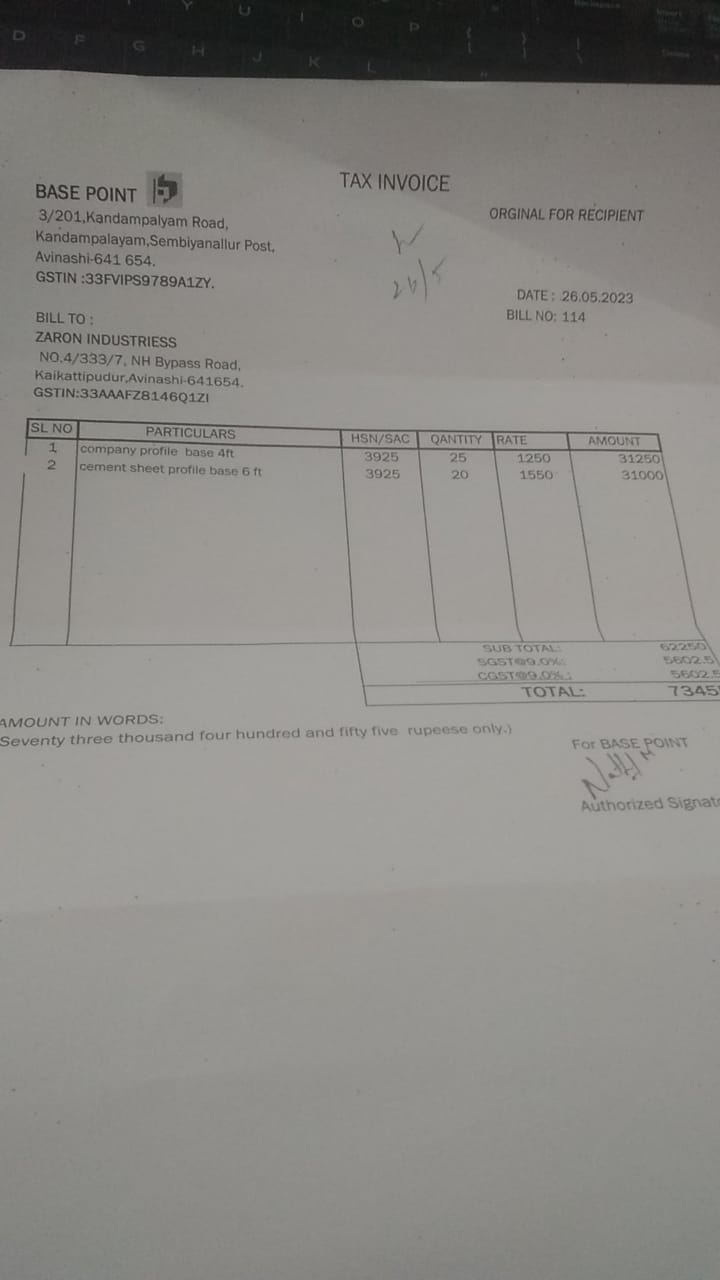 Y U I O P
D F G H J K L
TAX INVOICE
BASE POINT
ORGINAL FOR RECIPIENT
3/201,Kandampalyam Road,
Kandampalayam,Sembiyanallur Post,
Avinashi-641 654.
GSTIN :33FVIPS9789A1ZY.
26/5
DATE : 26.05.2023
BILL NO: 114
BILL TO :
ZARON INDUSTRIESS
NO.4/333/7, NH Bypass Road,
Kaikattipudur,Avinashi-641654.
GSTIN:33AAAFZ8146Q1ZI
SL NO PARTICULARS HSN/SAC QANTITY RATE AMOUNT
1 company profile base 4ft 3925 25 1250 31250
2 cement sheet profile base 6 ft 3925 20 1550 31000
SUB TOTAL: 62250
SGST@9.0%: 5602.5
CGST@9.0% : 5602.5
TOTAL: 7345
AMOUNT IN WORDS:
Seventy three thousand four hundred and fifty five rupeese only.)
For BASE POINT
Authorized Signat